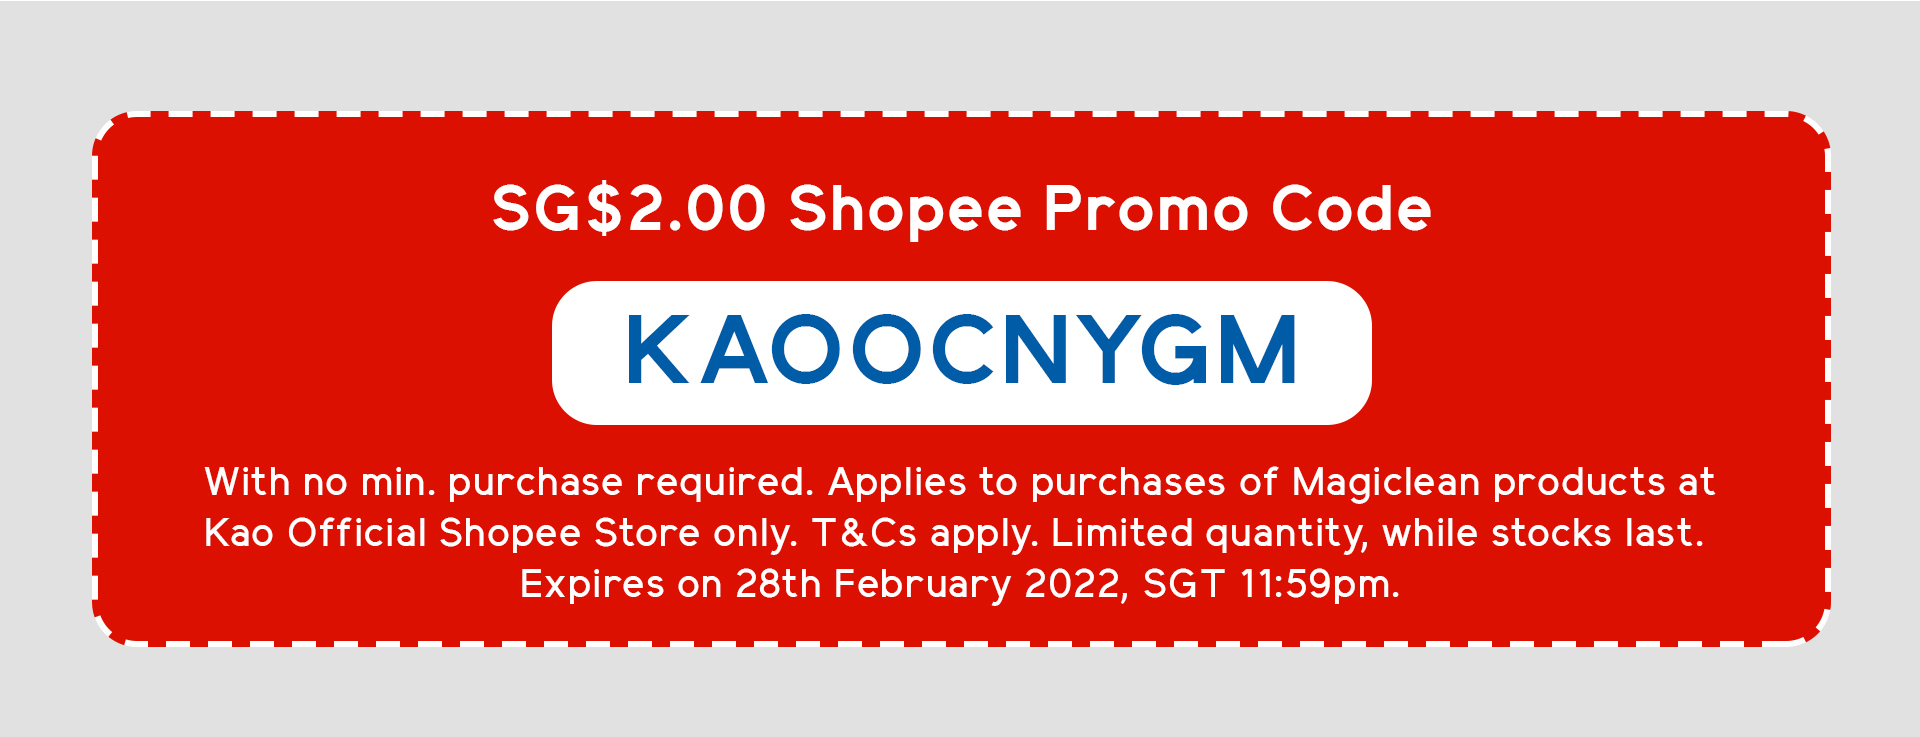 SG$2.00 Shopee Promo Code
KAOOCNYGM
With no min. purchase required. Applies to purchases of Magiclean products at
Kao Official Shopee Store only. T&Cs apply. Limited quantity, while stocks last.
Expires on 28th February 2022, SGT 11:59pm.